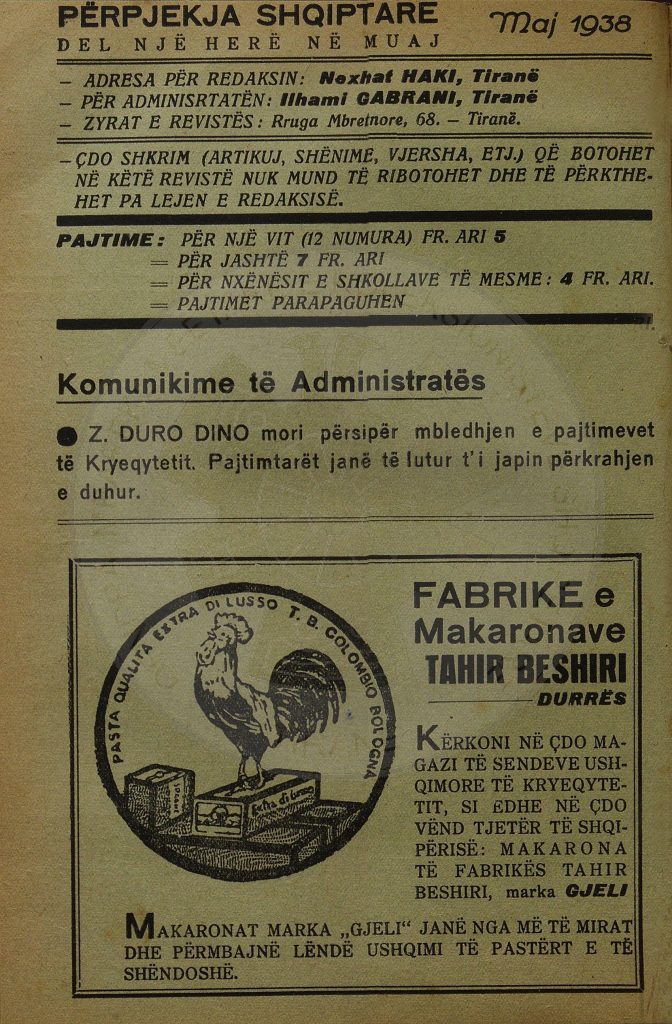 PËRPJEKJA SHQIPTARE
Maj 1938
DEL NJË HERË NË MUAJ
– ADRESA PËR REDAKSIN: Nexhat HAKI, Tiranë
– PËR ADMINISRTATËN: Ilhami GABRANI, Tiranë
– ZYRAT E REVISTËS: Rruga Mbretnore, 68. – Tiranë.
– ÇDO SHKRIM (ARTIKUJ, SHËNIME, VJERSHA, ETJ.) QË BOTOHET
NË KËTË REVISTË NUK MUND TË RIBOTOHET DHE TË PËRKTHE-
HET PA LEJEN E REDAKSISË.
PAJTIME: PËR NJË VIT (12 NUMURA) FR. ARI 5
= PËR JASHTË 7 FR. ARI
= PËR NXËNËSIT E SHKOLLAVE TË MESME: 4 FR. ARI.
= PAJTIMET PARAPAGUHEN
Komunikime të Administratës
● Z. DURO DINO mori përsipër mbledhjen e pajtimevet
të Kryeqytetit. Pajtimtarët janë të lutur t'i japin përkrahjen
e duhur.
PASTA QUALITA EXTRA DI LUSSO T. B. COLOMBIO BOLOGNA
Extra di lusso
FABRIKE e
Makaronave
TAHIR BESHIRI
DURRËS
KËRKONI NË ÇDO MA-
GAZI TË SENDEVE USH-
QIMORE TË KRYEQYTE-
TIT, SI EDHE NË ÇDO
VËND TJETËR TË SHQI-
PËRISË: MAKARONA
TË FABRIKËS TAHIR
BESHIRI, marka GJELI
MAKARONAT MARKA „GJELI“ JANË NGA MË TË MIRAT
DHE PËRMBAJNË LËNDË USHQIMI TË PASTËRT E TË
SHËNDOSHË.